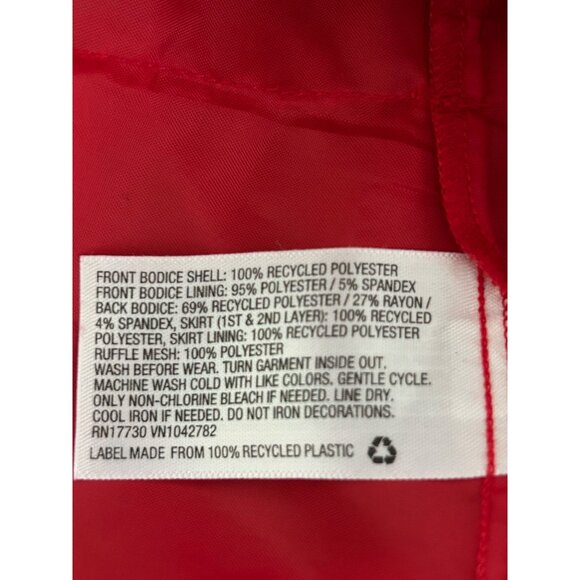 FRONT BODICE SHELL: 100% RECYCLED POLYESTER
FRONT BODICE LINING: 95% POLYESTER / 5% SPANDEX
BACK BODICE: 69% RECYCLED POLYESTER / 27% RAYON /
4% SPANDEX, SKIRT (1ST & 2ND LAYER): 100% RECYCLED
POLYESTER, SKIRT LINING: 100% RECYCLED POLYESTER
RUFFLE MESH: 100% POLYESTER
WASH BEFORE WEAR. TURN GARMENT INSIDE OUT.
MACHINE WASH COLD WITH LIKE COLORS. GENTLE CYCLE.
ONLY NON-CHLORINE BLEACH IF NEEDED. LINE DRY.
COOL IRON IF NEEDED. DO NOT IRON DECORATIONS.
RN17730 VN1042782
LABEL MADE FROM 100% RECYCLED PLASTIC